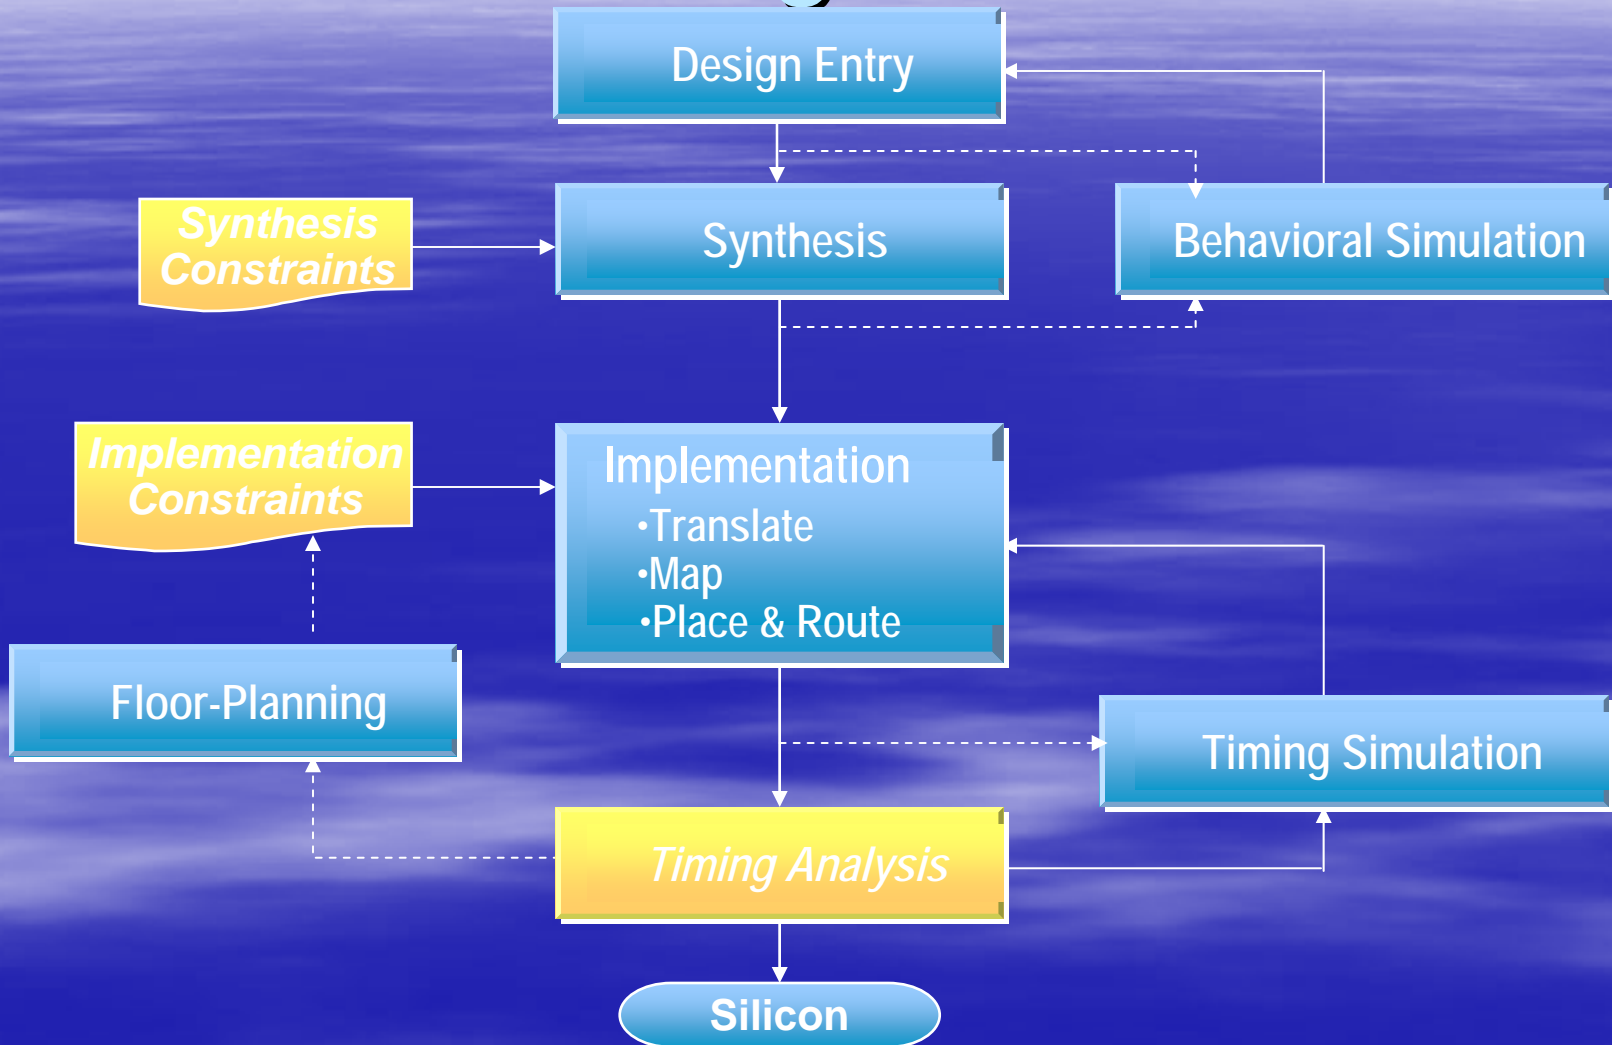 Design Entry
Synthesis
Constraints
Synthesis
Behavioral Simulation
Implementation
Constraints
Implementation
•Translate
•Map
•Place & Route
Floor-Planning
Timing Simulation
Timing Analysis
Silicon